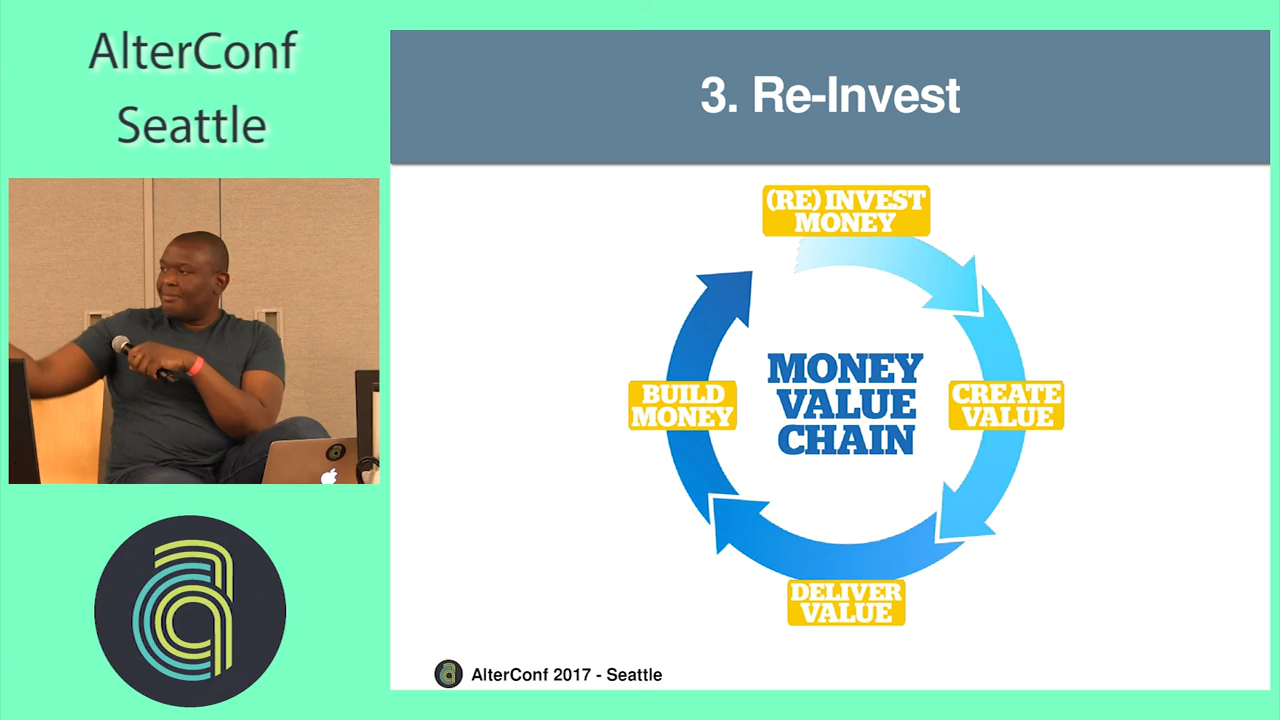 AlterConf
Seattle
3. Re-Invest
(RE) INVEST
MONEY
MONEY
VALUE
CHAIN
BUILD
MONEY
CREATE
VALUE
DELIVER
VALUE
AlterConf 2017 - Seattle